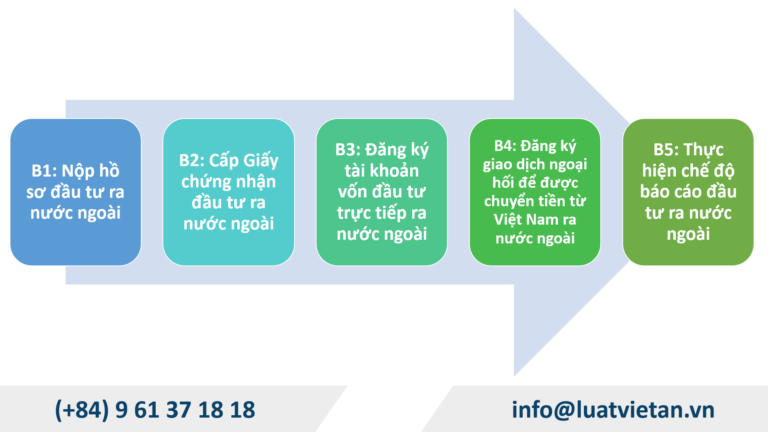 B1: Nộp hồ
sơ đầu tư ra
nước ngoài
B2: Cấp Giấy
chứng nhận
đầu tư ra
nước ngoài
B3: Đăng ký
tài khoản
vốn đầu tư
trực tiếp ra
nước ngoài
B4: Đăng ký
giao dịch ngoại
hối để được
chuyển tiền từ
Việt Nam ra
nước ngoài
B5: Thực
hiện chế độ
báo cáo đầu
tư ra nước
ngoài
(+84) 9 61 37 18 18
info@luatvietan.vn